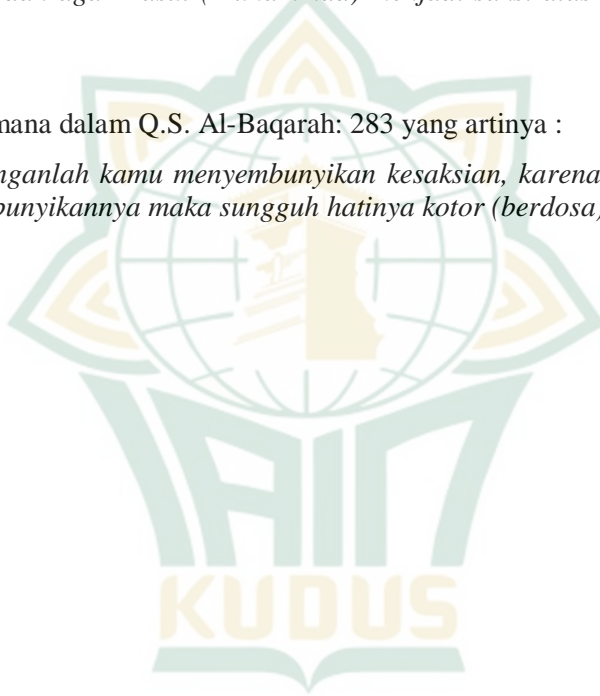 mana dalam Q.S. Al-Baqarah: 283 yang artinya :
nganlah kamu menyembunyikan kesaksian, karena
bunyikannya maka sungguh hatinya kotor (berdosa)
IAIN
KUDUS